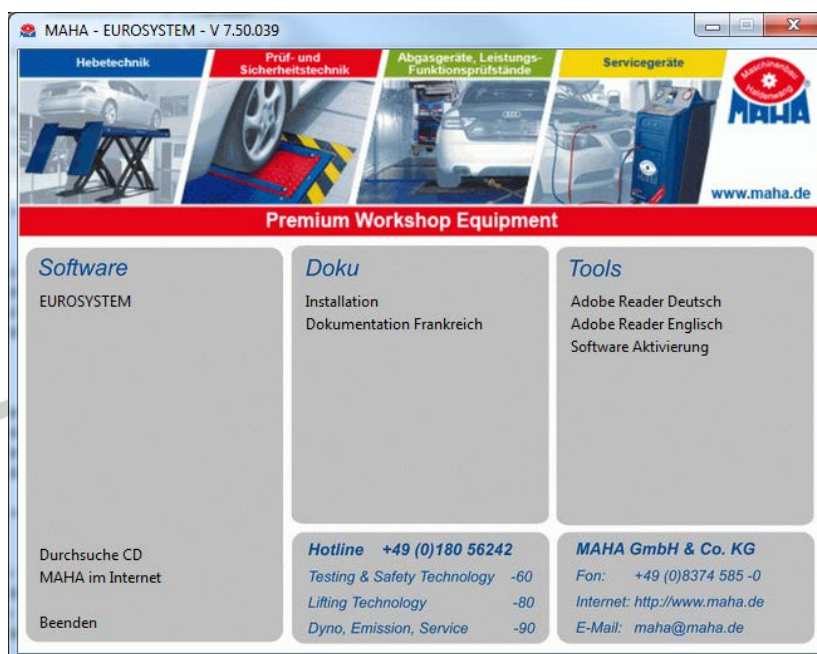 MAHA - EUROSYSTEM - V 7.50.039
Hebetechnik
Prüf- und
Sicherheitstechnik
Abgasgeräte, Leistungs-
Funktionsprüfstände
Servicegeräte
Maschinenbau
Haldenwang
MAHA
www.maha.de
Premium Workshop Equipment
Software
EUROSYSTEM
Durchsuche CD
MAHA im Internet
Beenden
Doku
Installation
Dokumentation Frankreich
Tools
Adobe Reader Deutsch
Adobe Reader Englisch
Software Aktivierung
Hotline +49 (0)180 56242
Testing & Safety Technology -60
Lifting Technology -80
Dyno, Emission, Service -90
MAHA GmbH & Co. KG
Fon: +49 (0)8374 585 -0
Internet: http://www.maha.de
E-Mail: maha@maha.de